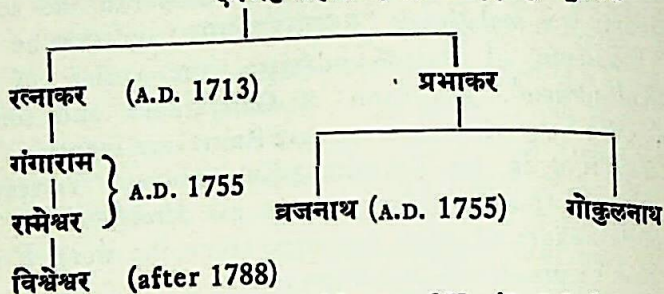 रत्नाकर (A.D. 1713) प्रभाकर
गंगाराम
A.D. 1755
रामेश्वर
व्रजनाथ (A.D. 1755) गोकुलनाथ
विश्वेश्वर (after 1788)